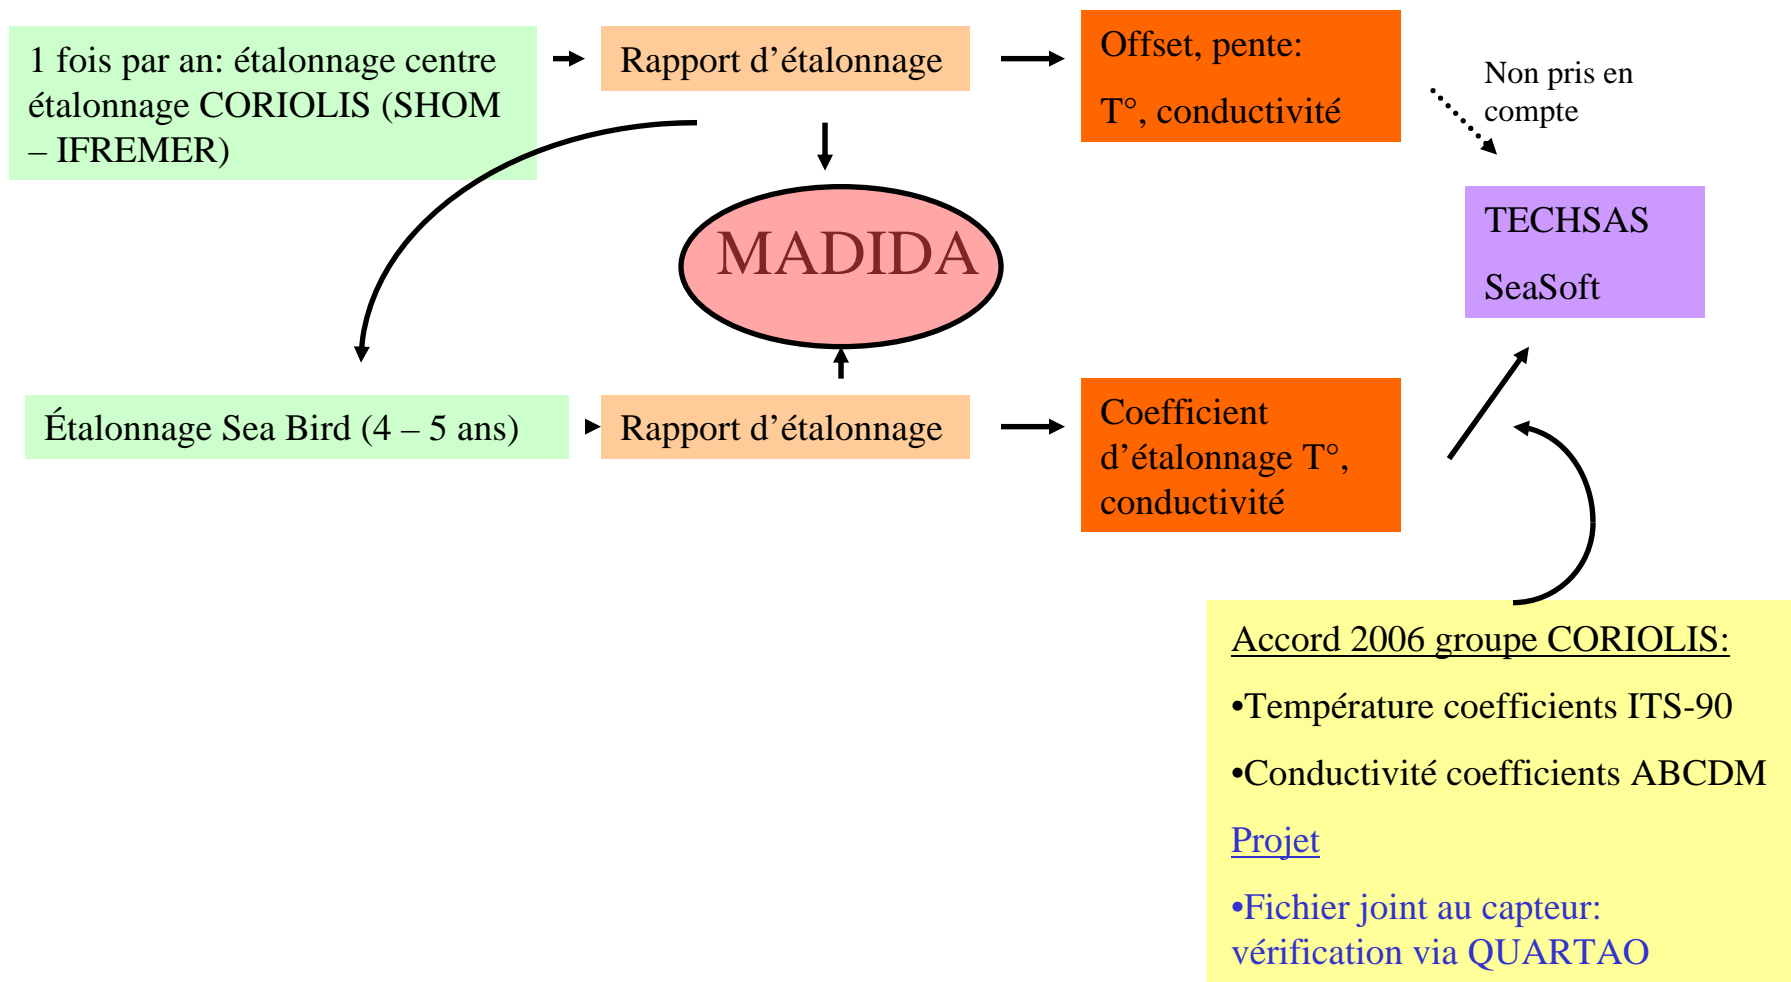 1 fois par an: étalonnage centre
étalonnage CORIOLIS (SHOM
– IFREMER)
Rapport d’étalonnage
Offset, pente:
T°, conductivité
Non pris en
compte
MADIDA
TECHSAS
SeaSoft
Étalonnage Sea Bird (4 – 5 ans)
Rapport d’étalonnage
Coefficient
d’étalonnage T°,
conductivité
Accord 2006 groupe CORIOLIS:
•Température coefficients ITS-90
•Conductivité coefficients ABCDM
Projet
•Fichier joint au capteur:
vérification via QUARTAO